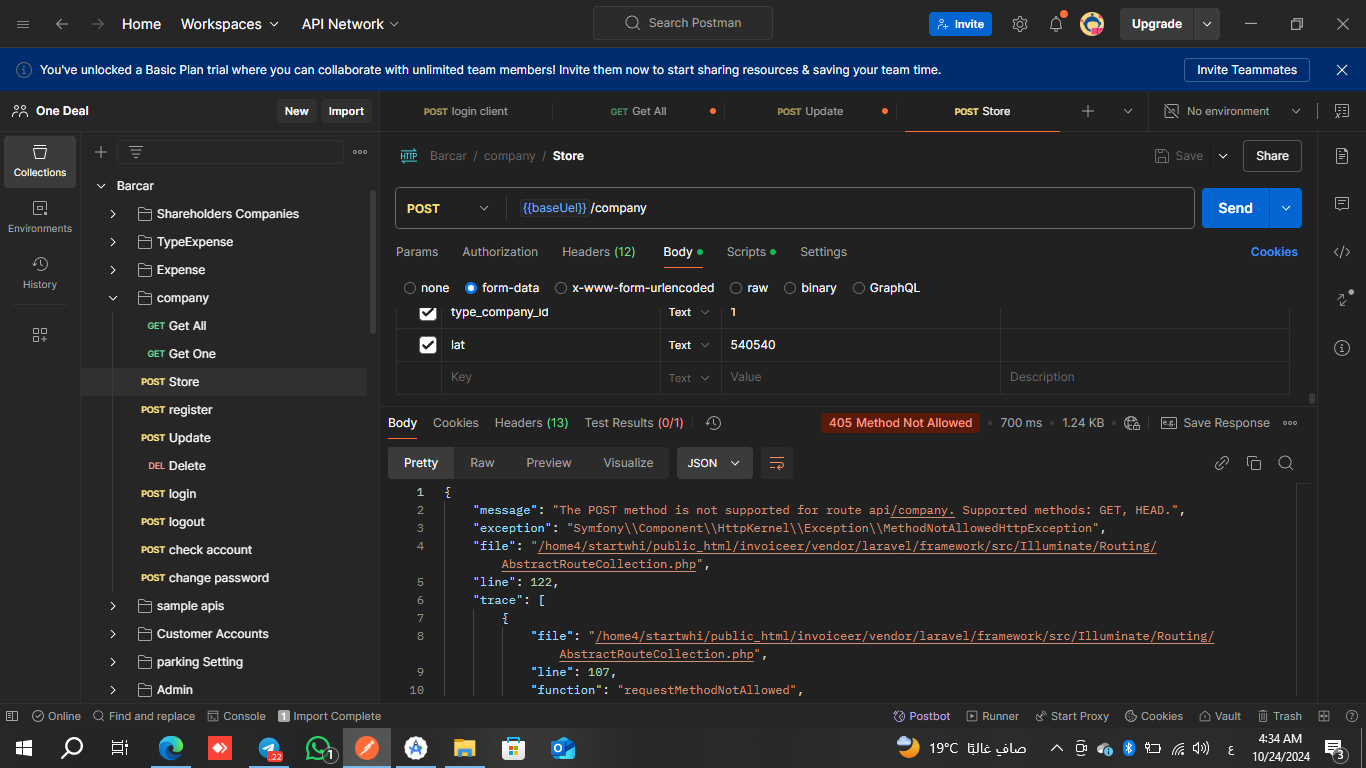 Home
Workspaces
API Network
Search Postman
Invite
Upgrade
You've unlocked a Basic Plan trial where you can collaborate with unlimited team members! Invite them now to start sharing resources & saving your team time.
Invite Teammates
One Deal
New
Import
POST login client
GET Get All
POST Update
POST Store
No environment
Collections
Environments
History
Barcar
Shareholders Companies
TypeExpense
Expense
company
GET Get All
GET Get One
POST Store
POST register
POST Update
DEL Delete
POST login
POST logout
POST check account
POST change password
sample apis
Customer Accounts
parking Setting
Admin
HTTP Barcar / company / Store
Save
Share
POST
{{baseUel}} /company
Send
Params
Authorization
Headers (12)
Body
Scripts
Settings
Cookies
none
form-data
x-www-form-urlencoded
raw
binary
GraphQL
type_company_id Text 1
lat Text 540540
Key Text Value Description
Body
Cookies
Headers (13)
Test Results (0/1)
405 Method Not Allowed
700 ms
1.24 KB
e.g. Save Response
Pretty
Raw
Preview
Visualize
JSON
1 {
2 "message": "The POST method is not supported for route api/company. Supported methods: GET, HEAD.",
3 "exception": "Symfony\\Component\\HttpKernel\\Exception\\MethodNotAllowedHttpException",
4 "file": "/home4/startwhi/public_html/invoiceer/vendor/laravel/framework/src/Illuminate/Routing/
AbstractRouteCollection.php",
5 "line": 122,
6 "trace": [
7 {
8 "file": "/home4/startwhi/public_html/invoiceer/vendor/laravel/framework/src/Illuminate/Routing/
AbstractRouteCollection.php",
9 "line": 107,
10 "function": "requestMethodNotAllowed",
Online
Find and replace
Console
1 Import Complete
Postbot
Runner
Start Proxy
Cookies
Vault
Trash
22
1
19°C صافٍ غالبًا
ع
4:34 AM
10/24/2024
3